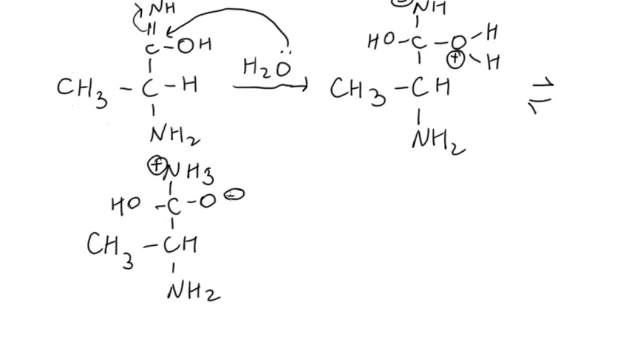 NH
C-OH
CH3 - C - H
NH2
H2O
⊖NH
HO-C-O-H
⊕ H
CH3 - CH
NH2
⇌
⊕NH3
HO -C-O⊖
CH3 -CH
NH2